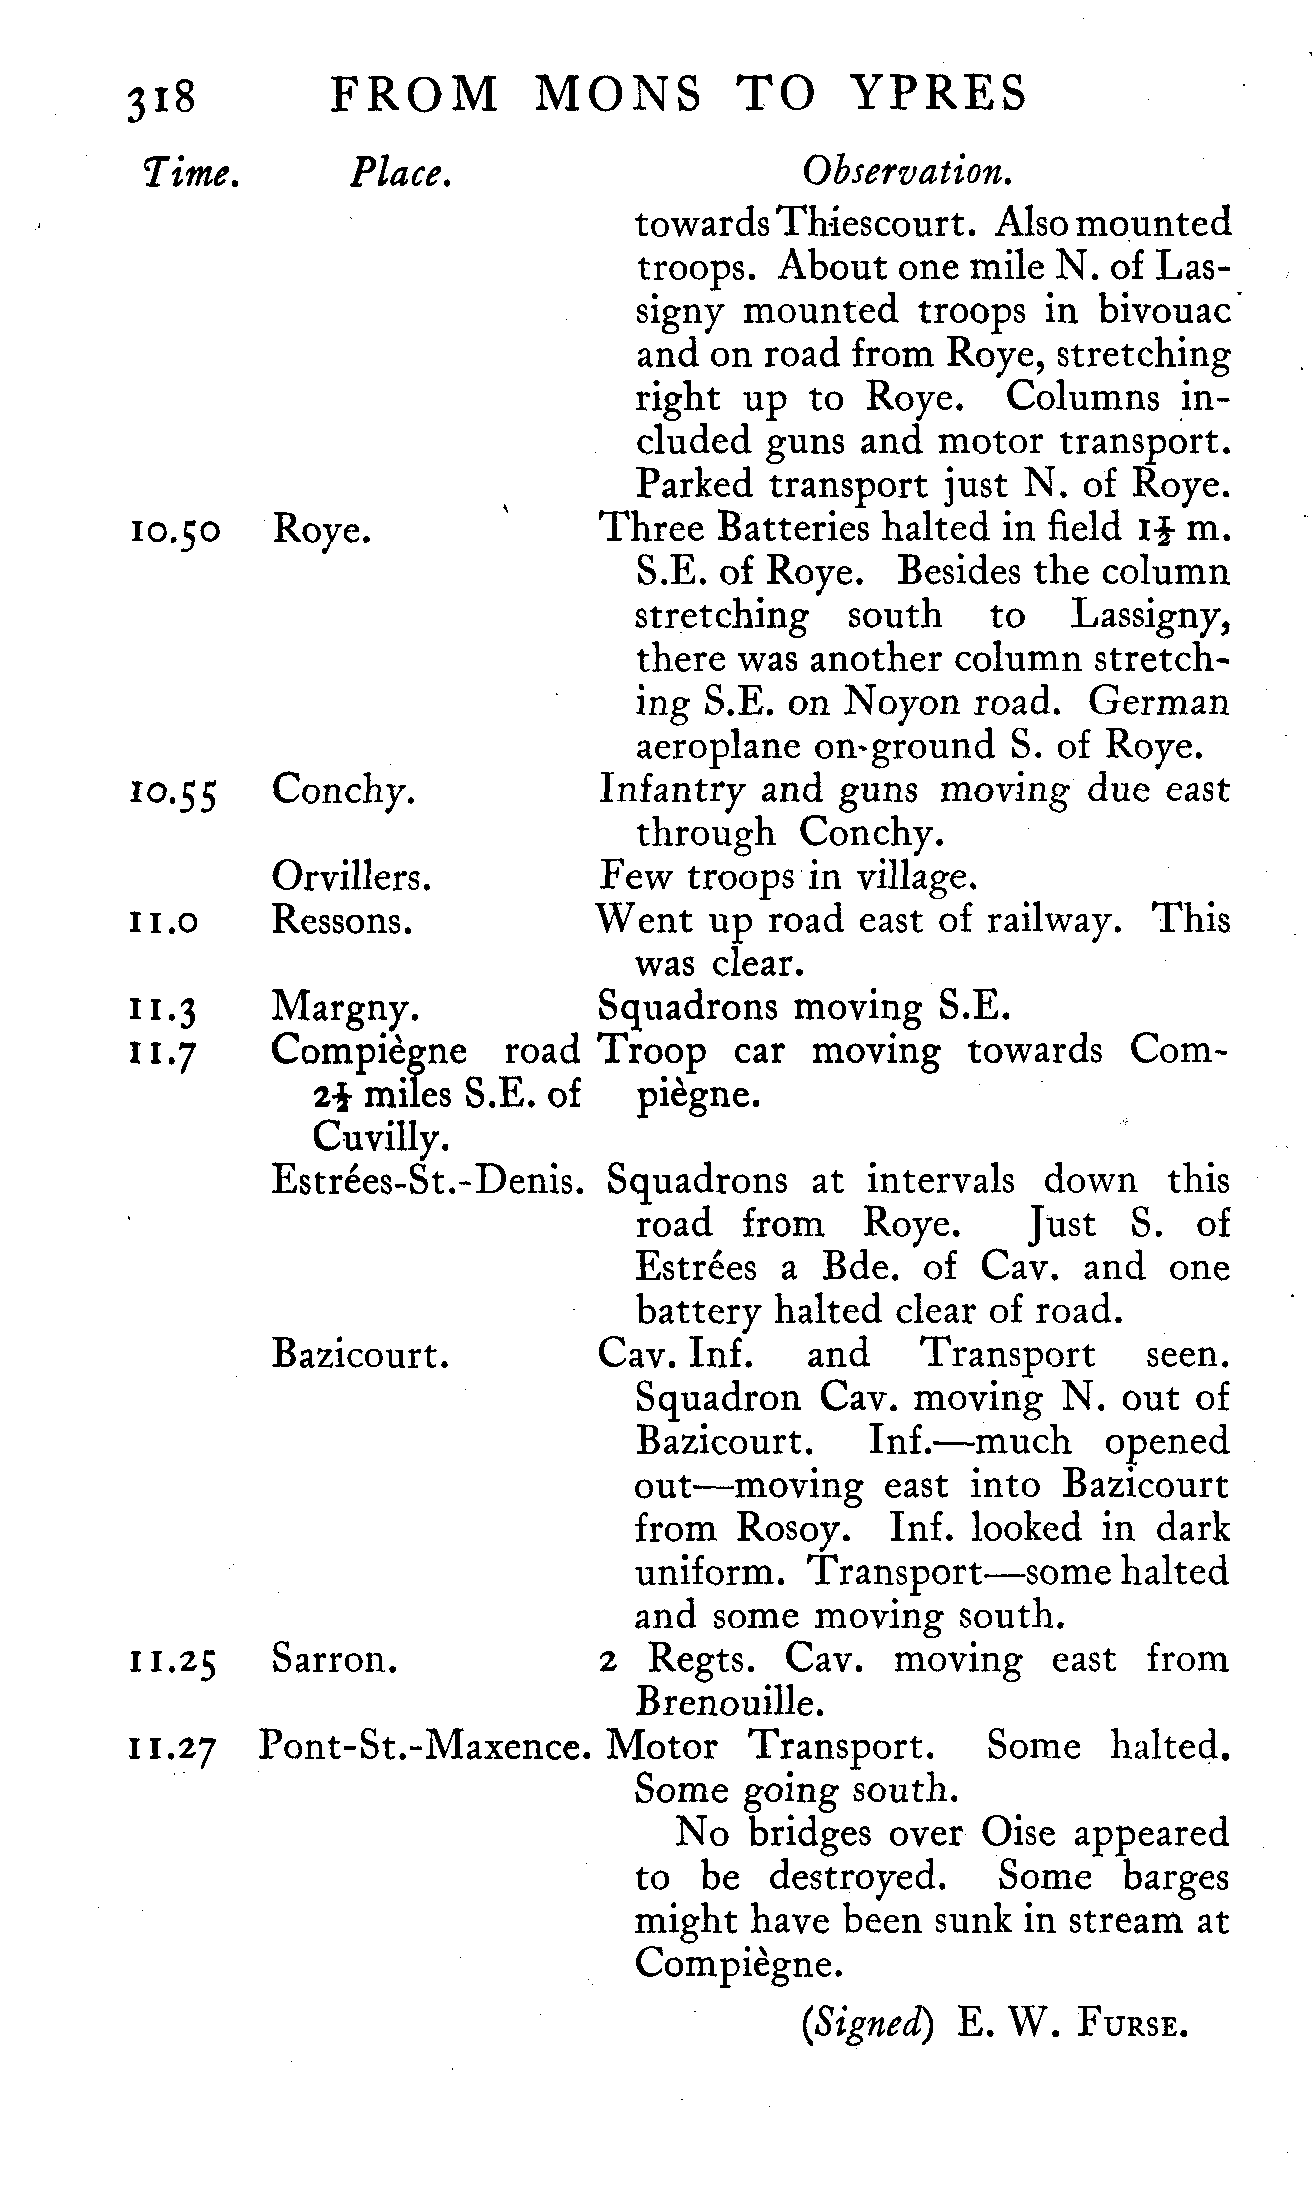 318 FROM MONS TO YPRES
Time. Place. Observation.
towards Thiescourt. Also mounted
troops. About one mile N. of Las-
signy mounted troops in bivouac
and on road from Roye, stretching
right up to Roye. Columns in-
cluded guns and motor transport.
Parked transport just N. of Roye.
10.50 Roye. Three Batteries halted in field 1½ m.
S.E. of Roye. Besides the column
stretching south to Lassigny,
there was another column stretch-
ing S.E. on Noyon road. German
aeroplane on-ground S. of Roye.
10.55 Conchy. Infantry and guns moving due east
through Conchy.
Orvillers. Few troops in village.
11.0 Ressons. Went up road east of railway. This
was clear.
11.3 Margny. Squadrons moving S.E.
11.7 Compiègne road Troop car moving towards Com-
2½ miles S.E. of piègne.
Cuvilly.
Estrées-St.-Denis. Squadrons at intervals down this
road from Roye. Just S. of
Estrées a Bde. of Cav. and one
battery halted clear of road.
Bazicourt. Cav. Inf. and Transport seen.
Squadron Cav. moving N. out of
Bazicourt. Inf.—much opened
out—moving east into Bazicourt
from Rosoy. Inf. looked in dark
uniform. Transport—some halted
and some moving south.
11.25 Sarron. 2 Regts. Cav. moving east from
Brenouille.
11.27 Pont-St.-Maxence. Motor Transport. Some halted.
Some going south.
No bridges over Oise appeared
to be destroyed. Some barges
might have been sunk in stream at
Compiègne.
(Signed) E. W. FURSE.